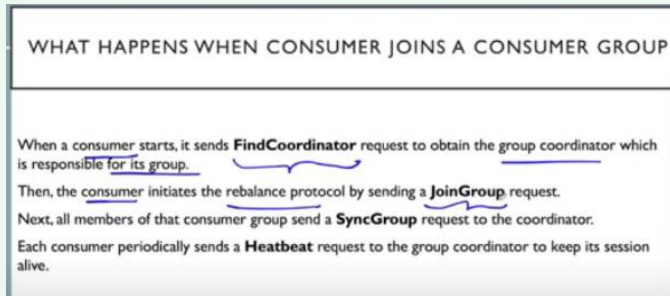 WHAT HAPPENS WHEN CONSUMER JOINS A CONSUMER GROUP
When a consumer starts, it sends FindCoordinator request to obtain the group coordinator which
is responsible for its group.
Then, the consumer initiates the rebalance protocol by sending a JoinGroup request.
Next, all members of that consumer group send a SyncGroup request to the coordinator.
Each consumer periodically sends a Heatbeat request to the group coordinator to keep its session
alive.